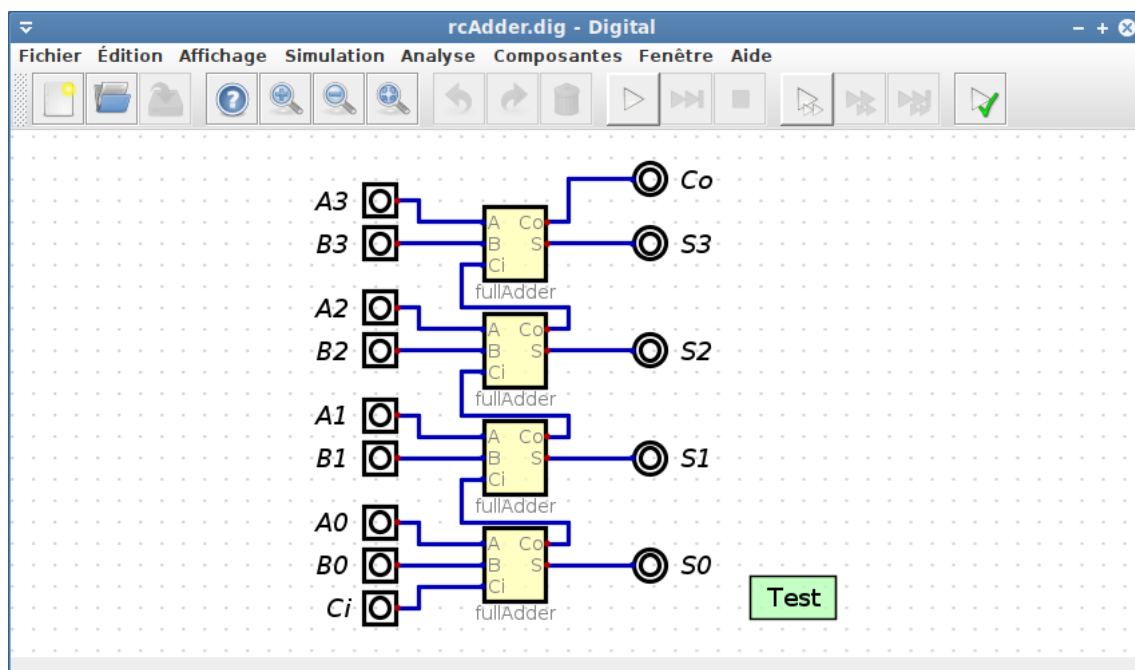 rcAdder.dig - Digital
Fichier Édition Affichage Simulation Analyse Composantes Fenêtre Aide
Co
A3
A Co
B3
B S
S3
Ci
fullAdder
A2
A Co
B2
B S
S2
Ci
fullAdder
A1
A Co
B1
B S
S1
Ci
fullAdder
A0
A Co
B0
B S
S0
Ci
Ci
fullAdder
Test